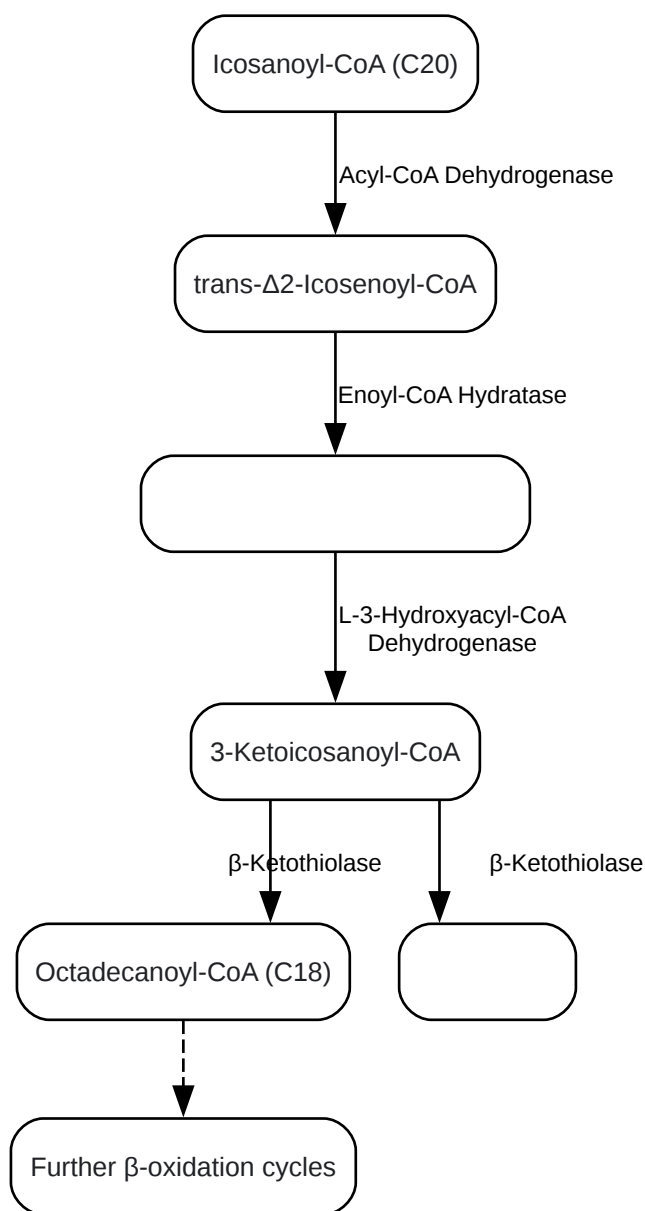 Icosanoyl-CoA (C20)
Acyl-CoA Dehydrogenase
trans-Δ2-Icosenoyl-CoA
Enoyl-CoA Hydratase
L-3-Hydroxyacyl-CoA
Dehydrogenase
3-Ketoicosanoyl-CoA
β-Ketothiolase
β-Ketothiolase
Octadecanoyl-CoA (C18)
Further β-oxidation cycles